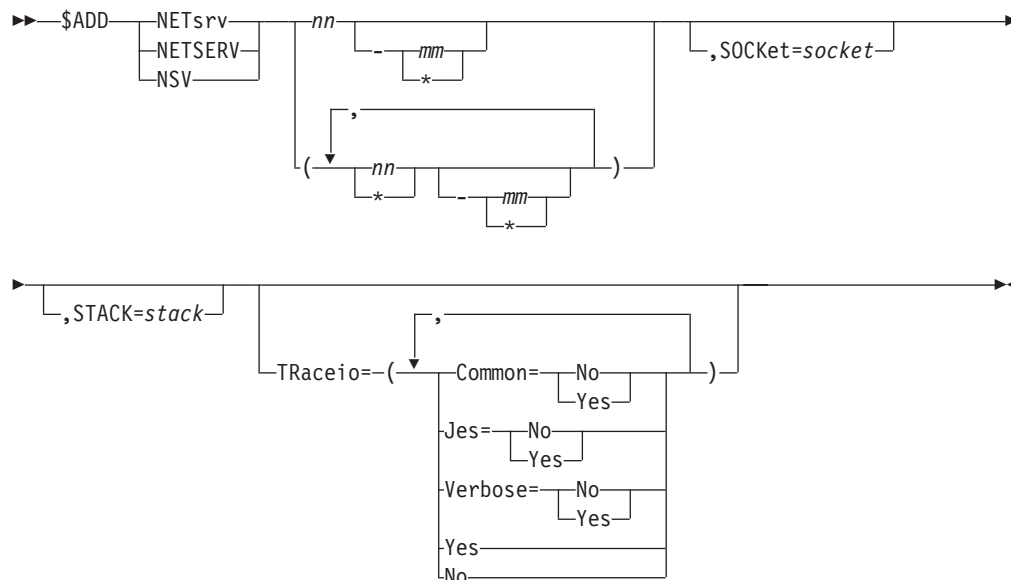 $ADD NETsrv nn
NETSERV - mm ,SOCKet=socket
NSV *
,
( nn )
* - mm
*
,STACK=stack ,
TRaceio= ( Common= No )
Yes
Jes= No
Yes
Verbose= No
Yes
Yes
No